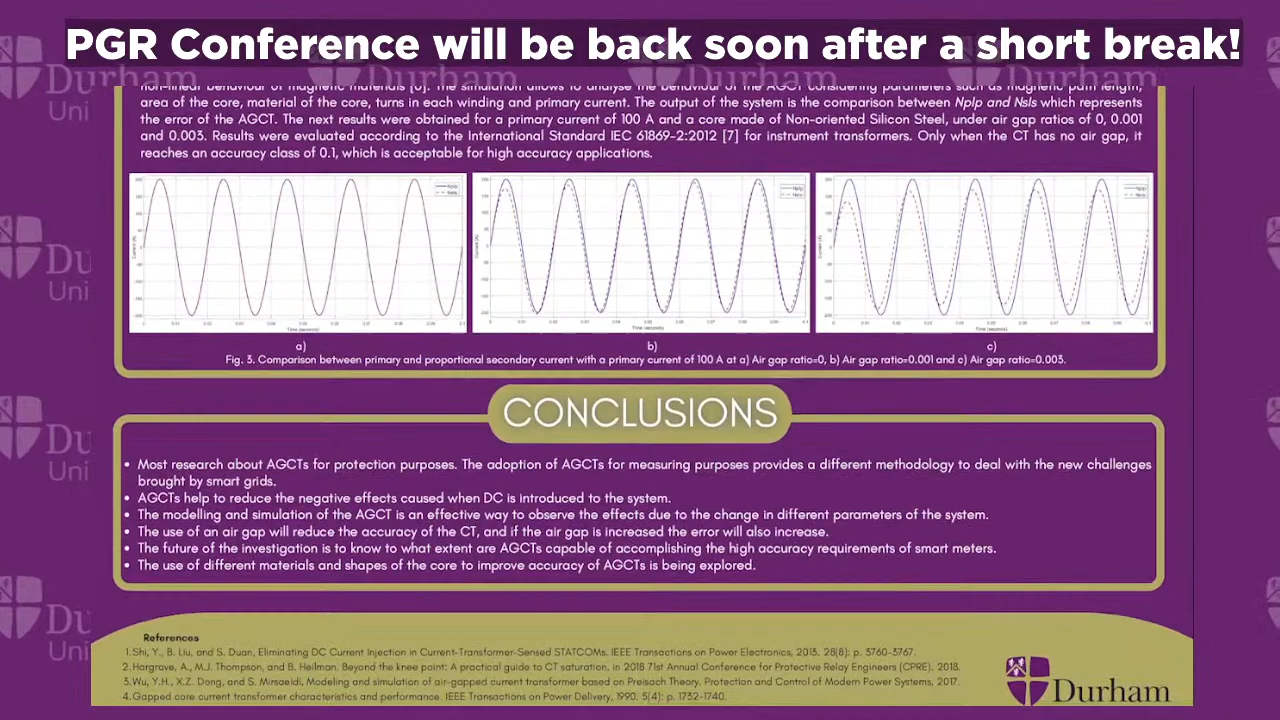 PGR Conference will be back soon after a short break!
non-linear behaviour of magnetic materials [6]. The simulation allows to analyse the behaviour of the AGCT considering parameters such as magnetic path length,
area of the core, material of the core, turns in each winding and primary current. The output of the system is the comparison between NpIp and NsIs which represents
the error of the AGCT. The next results were obtained for a primary current of 100 A and a core made of Non-oriented Silicon Steel, under air gap ratios of 0, 0.001
and 0.003. Results were evaluated according to the International Standard IEC 61869-2:2012 [7] for instrument transformers. Only when the CT has no air gap, it
reaches an accuracy class of 0.1, which is acceptable for high accuracy applications.
Time (seconds) Time (seconds) Time (seconds)
a) b) c)
Fig. 3. Comparison between primary and proportional secondary current with a primary current of 100 A at a) Air gap ratio=0, b) Air gap ratio=0.001 and c) Air gap ratio=0.003.
CONCLUSIONS
• Most research about AGCTs for protection purposes. The adoption of AGCTs for measuring purposes provides a different methodology to deal with the new challenges
brought by smart grids.
• AGCTs help to reduce the negative effects caused when DC is introduced to the system.
• The modelling and simulation of the AGCT is an effective way to observe the effects due to the change in different parameters of the system.
• The use of an air gap will reduce the accuracy of the CT, and if the air gap is increased the error will also increase.
• The future of the investigation is to know to what extent are AGCTs capable of accomplishing the high accuracy requirements of smart meters.
• The use of different materials and shapes of the core to improve accuracy of AGCTs is being explored.
References
1. Shi, Y., B. Liu, and S. Duan, Eliminating DC Current Injection in Current-Transformer-Sensed STATCOMs. IEEE Transactions on Power Electronics, 2013. 28(8): p. 3760-3767.
2. Hargrave, A., M.J. Thompson, and B. Heilman. Beyond the knee point: A practical guide to CT saturation. in 2018 71st Annual Conference for Protective Relay Engineers (CPRE). 2018.
3. Wu, Y.H., X.Z. Dong, and S. Mirsaeidi, Modeling and simulation of air-gapped current transformer based on Preisach Theory. Protection and Control of Modern Power Systems, 2017.
4. Gapped core current transformer characteristics and performance. IEEE Transactions on Power Delivery, 1990. 5(4): p. 1732-1740.
Durham